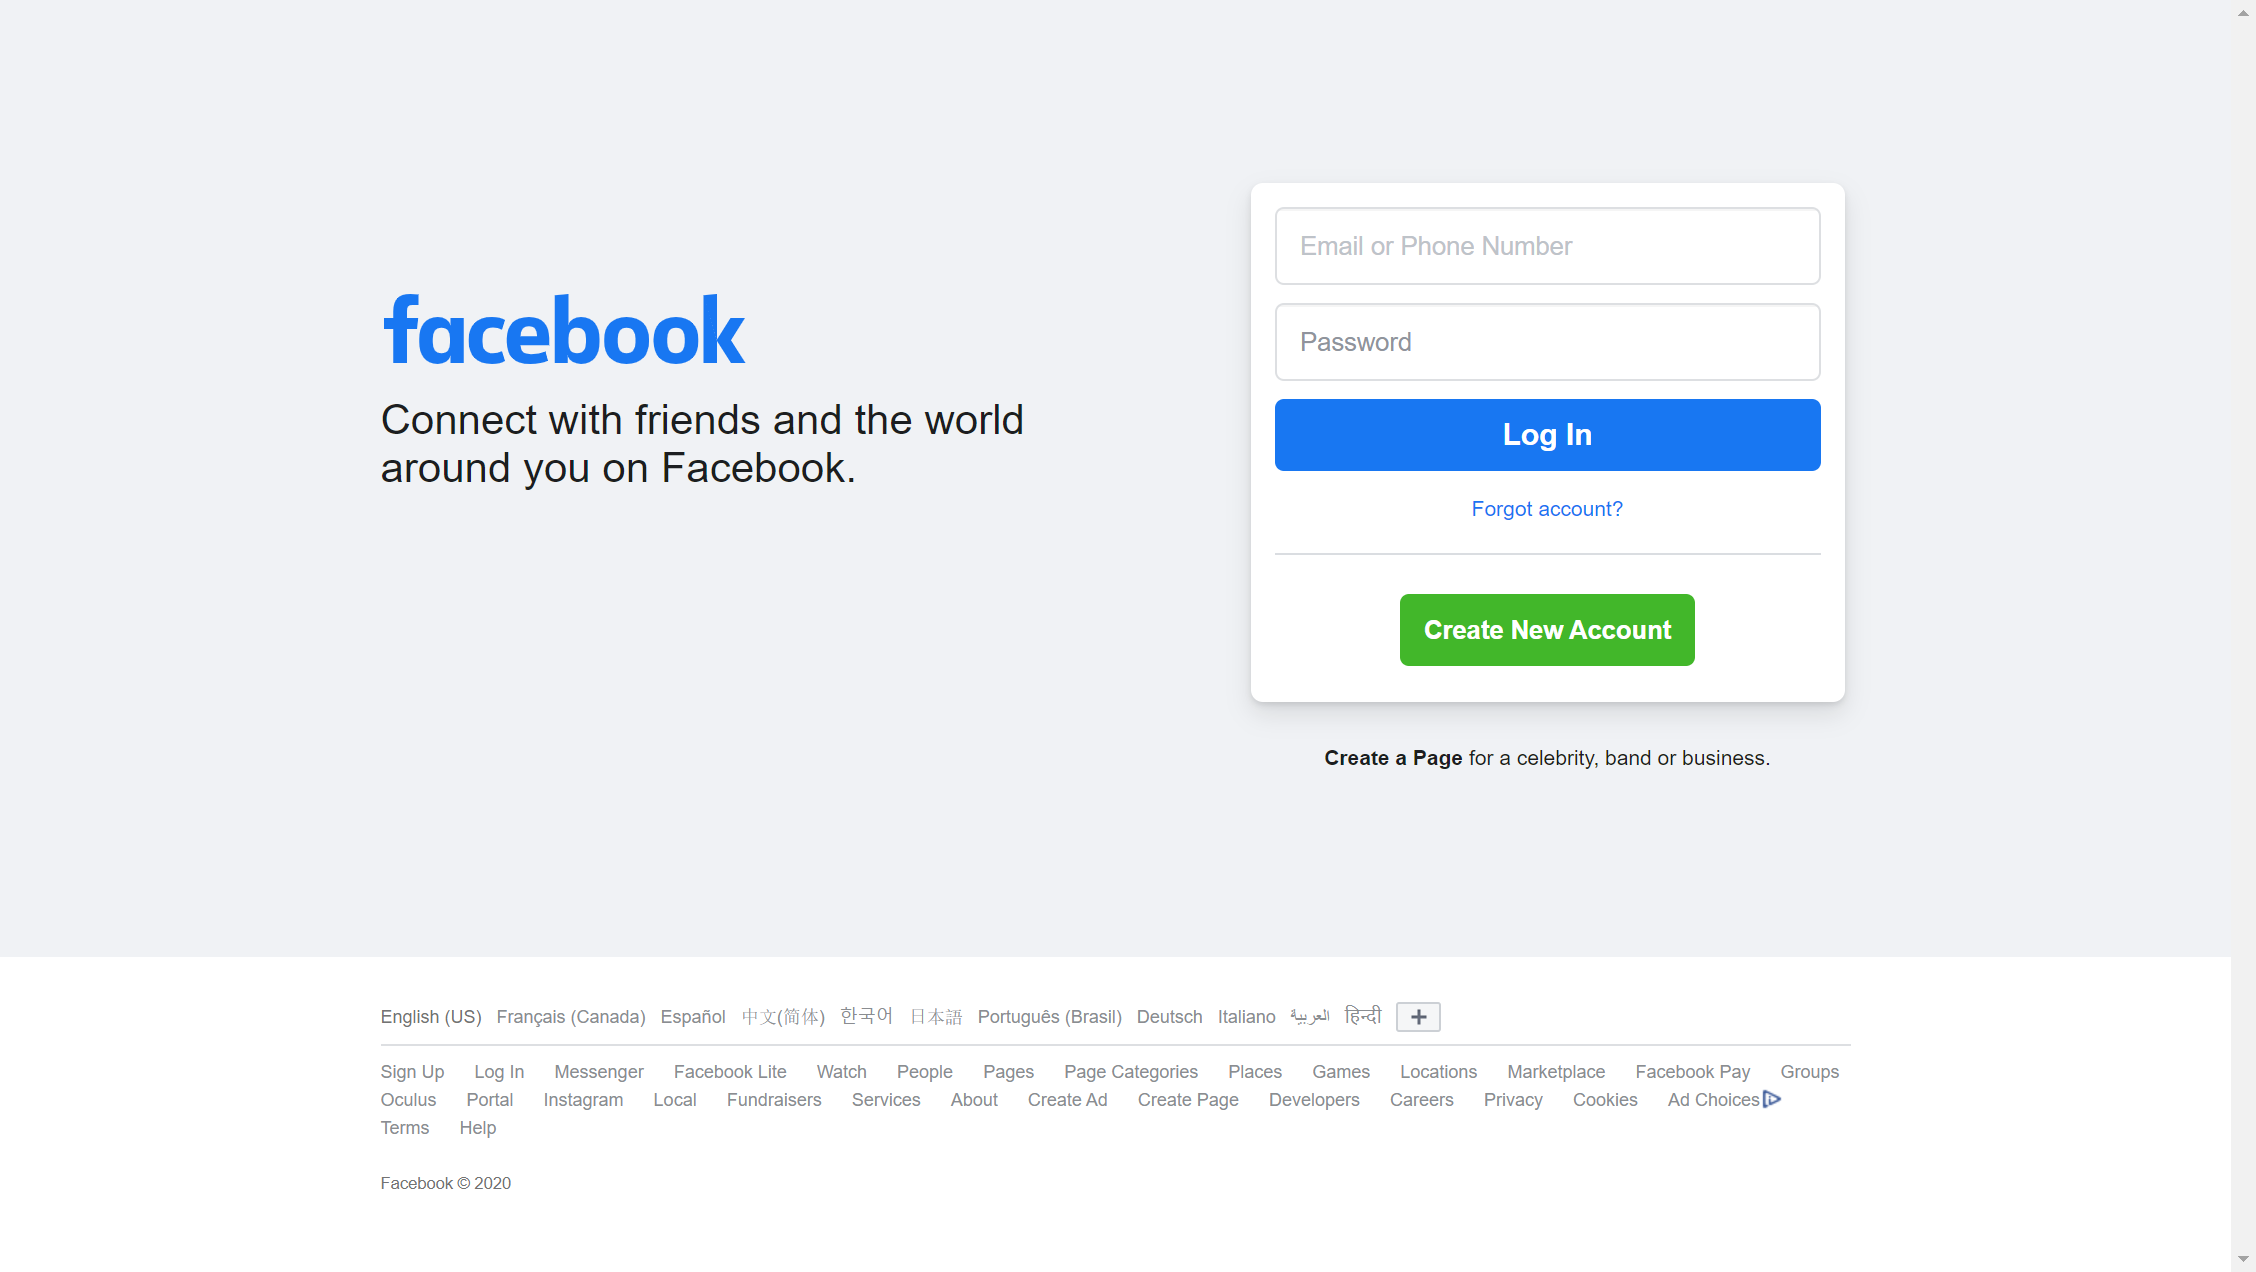 facebook
Connect with friends and the world
around you on Facebook.
Email or Phone Number
Password
Log In
Forgot account?
Create New Account
Create a Page for a celebrity, band or business.
English (US) Français (Canada) Español 中文(简体) 한국어 日本語 Português (Brasil) Deutsch Italiano العربية हिन्दी +
Sign Up Log In Messenger Facebook Lite Watch People Pages Page Categories Places Games Locations Marketplace Facebook Pay Groups
Oculus Portal Instagram Local Fundraisers Services About Create Ad Create Page Developers Careers Privacy Cookies Ad Choices
Terms Help
Facebook © 2020